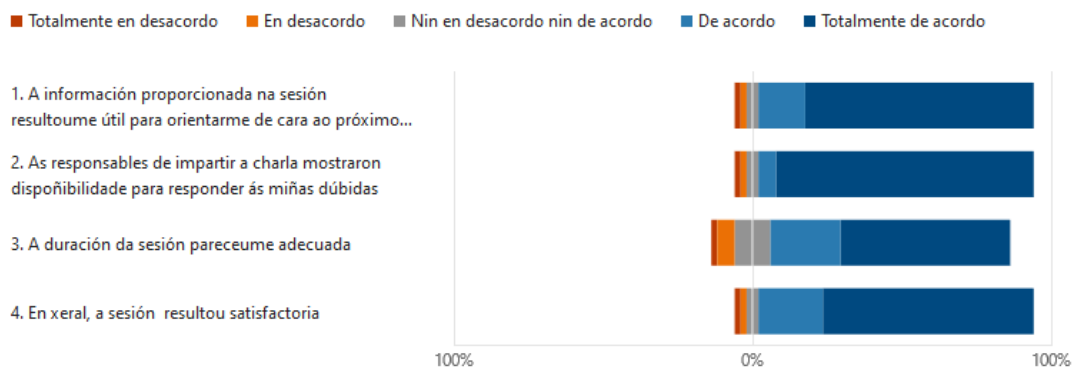 Totalmente en desacordo En desacordo Nin en desacordo nin de acordo De acordo Totalmente de acordo
1. A información proporcionada na sesión
resultoume útil para orientarme de cara ao próximo...
2. As responsables de impartir a charla mostraron
dispoñibilidade para responder ás miñas dúbidas
3. A duración da sesión pareceume adecuada
4. En xeral, a sesión resultou satisfactoria
100% 0% 100%